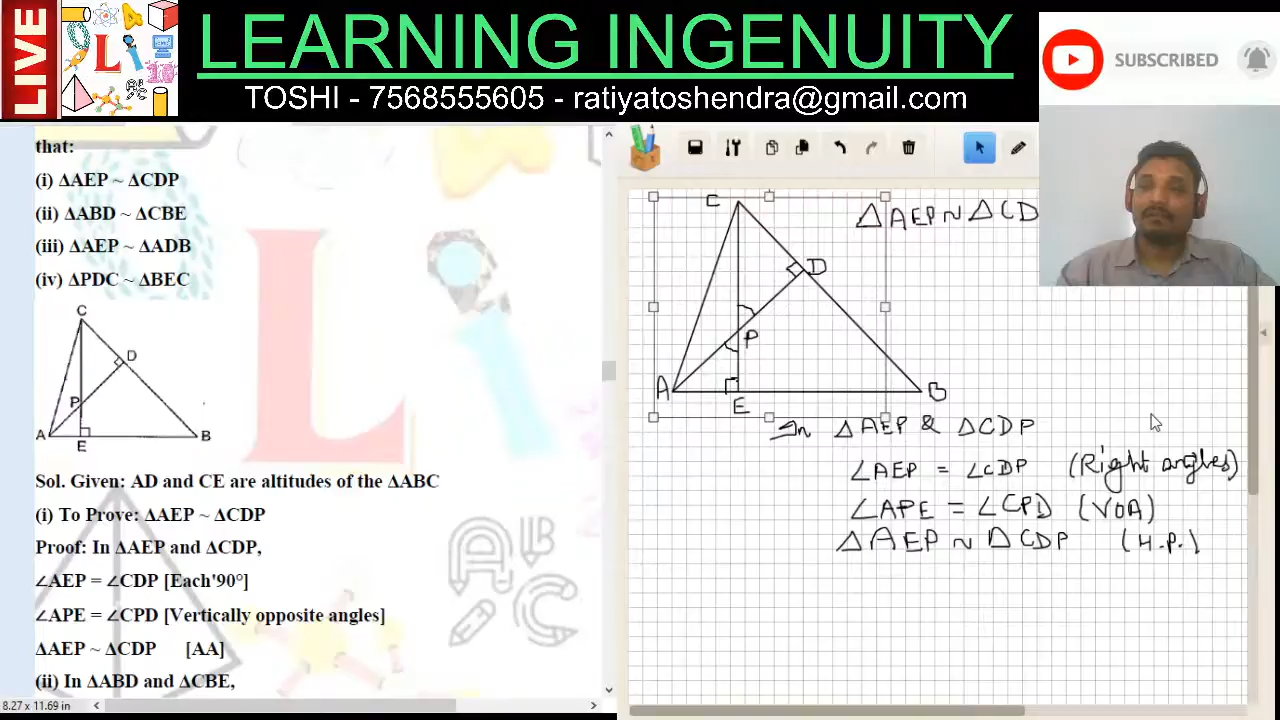 LIVE
LEARNING INGENUITY
TOSHI - 7568555605 - ratiyatoshendra@gmail.com
SUBSCRIBED
that:
(i) ΔAEP ~ ΔCDP
(ii) ΔABD ~ ΔCBE
(iii) ΔAEP ~ ΔADB
(iv) ΔPDC ~ ΔBEC
C
D
P
A
E
B
Sol. Given: AD and CE are altitudes of the ΔABC
(i) To Prove: ΔAEP ~ ΔCDP
Proof: In ΔAEP and ΔCDP,
∠AEP = ∠CDP [Each'90°]
∠APE = ∠CPD [Vertically opposite angles]
ΔAEP ~ ΔCDP [AA]
(ii) In ΔABD and ΔCBE,
8.27 x 11.69 in
C
ΔAEP ~ ΔCD
D
P
A
E
B
In ΔAEP & ΔCDP
∠AEP = ∠CDP (Right angles)
∠APE = ∠CPD (VOA)
ΔAEP ~ ΔCDP (H.P.)